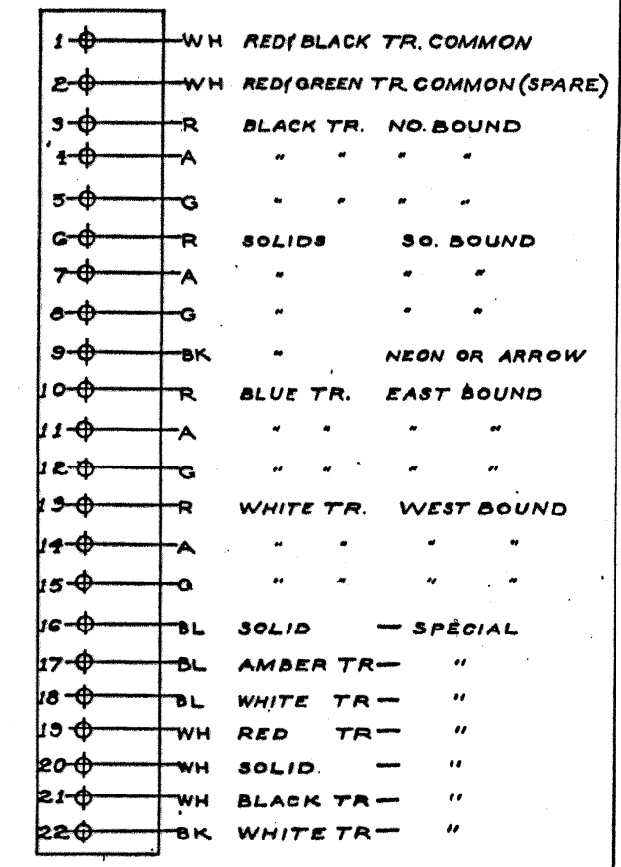 1 WH RED/BLACK TR. COMMON
2 WH RED/GREEN TR. COMMON (SPARE)
3 R BLACK TR. NO. BOUND
4 A " " " "
5 G " " " "
6 R SOLIDS SO. BOUND
7 A " " "
8 G " " "
9 BK " NEON OR ARROW
10 R BLUE TR. EAST BOUND
11 A " " " "
12 G " " " "
13 R WHITE TR. WEST BOUND
14 A " " " "
15 G " " " "
16 BL SOLID — SPECIAL
17 BL AMBER TR — "
18 BL WHITE TR — "
19 WH RED TR — "
20 WH SOLID. — "
21 WH BLACK TR — "
22 BK WHITE TR — "